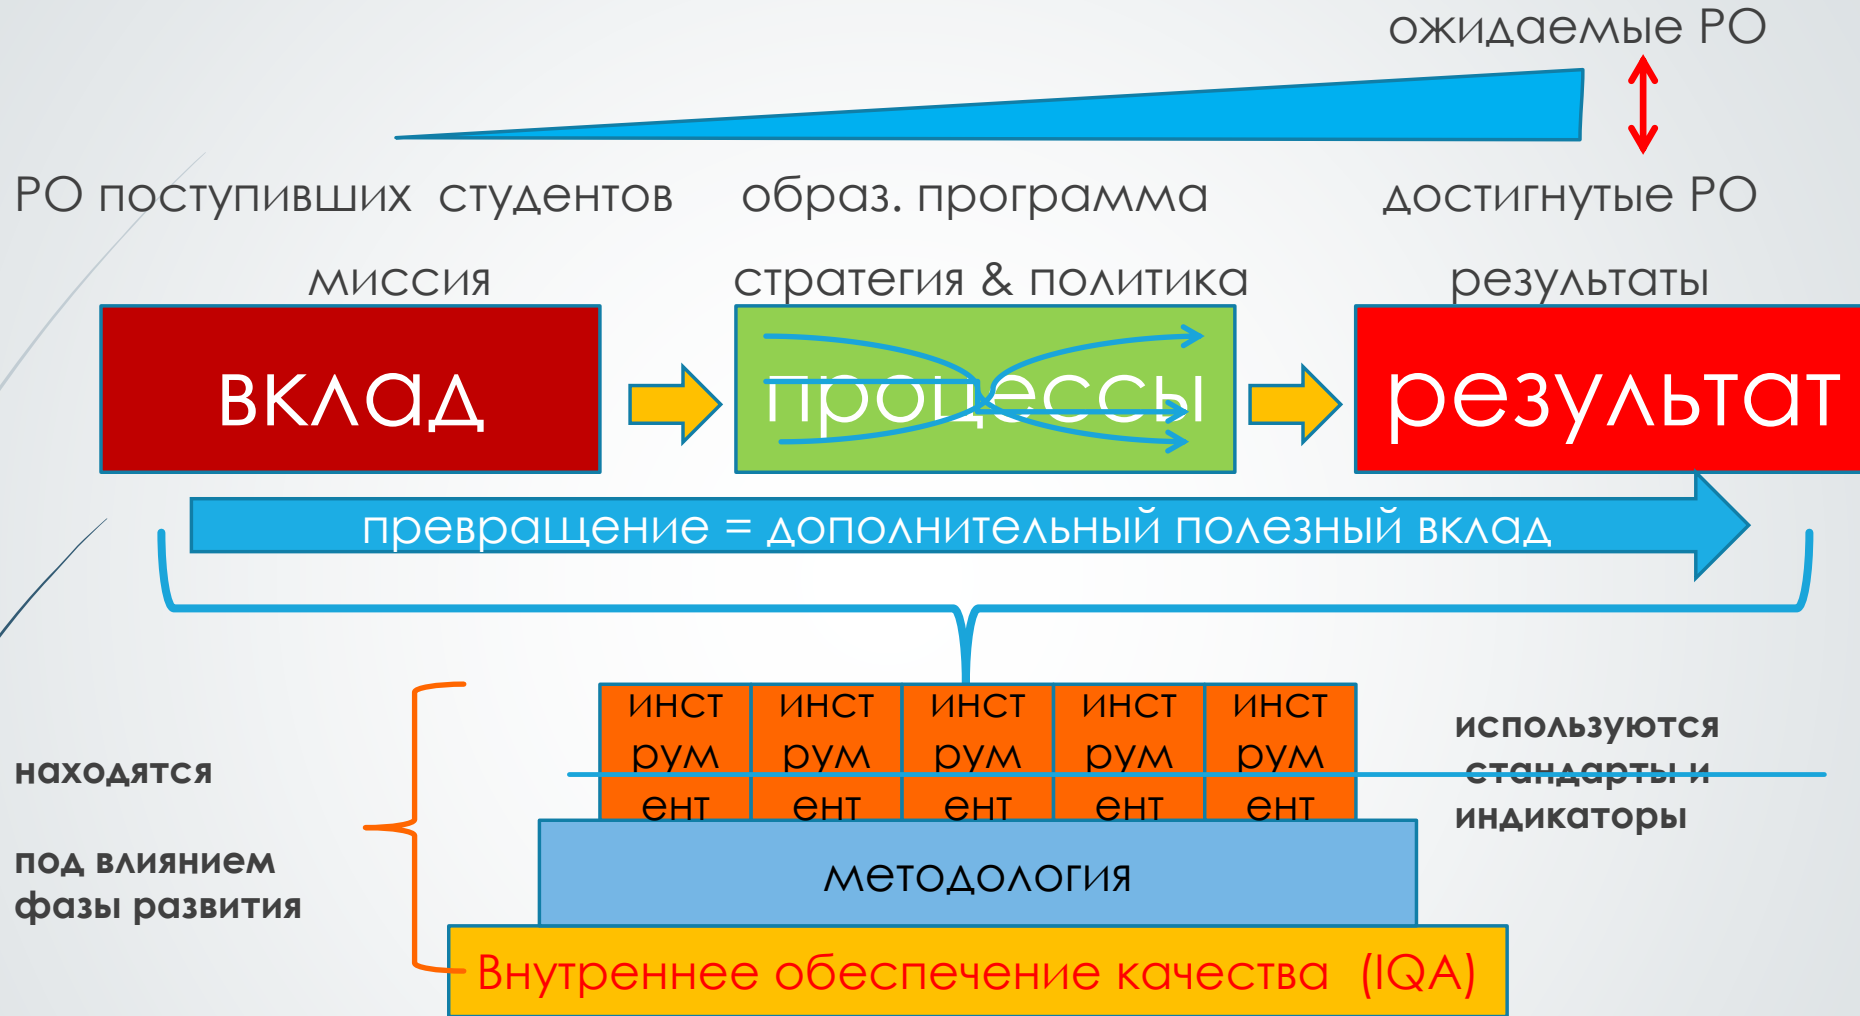 ожидаемые РО
РО поступивших студентов
образ. программа
достигнутые РО
миссия
стратегия & политика
результаты
вклад
процессы
результат
превращение = дополнительный полезный вклад
инст
рум
ент
инст
рум
ент
инст
рум
ент
инст
рум
ент
инст
рум
ент
находятся
под влиянием
фазы развития
используются
стандарты и
индикаторы
методология
Внутреннее обеспечение качества (IQA)